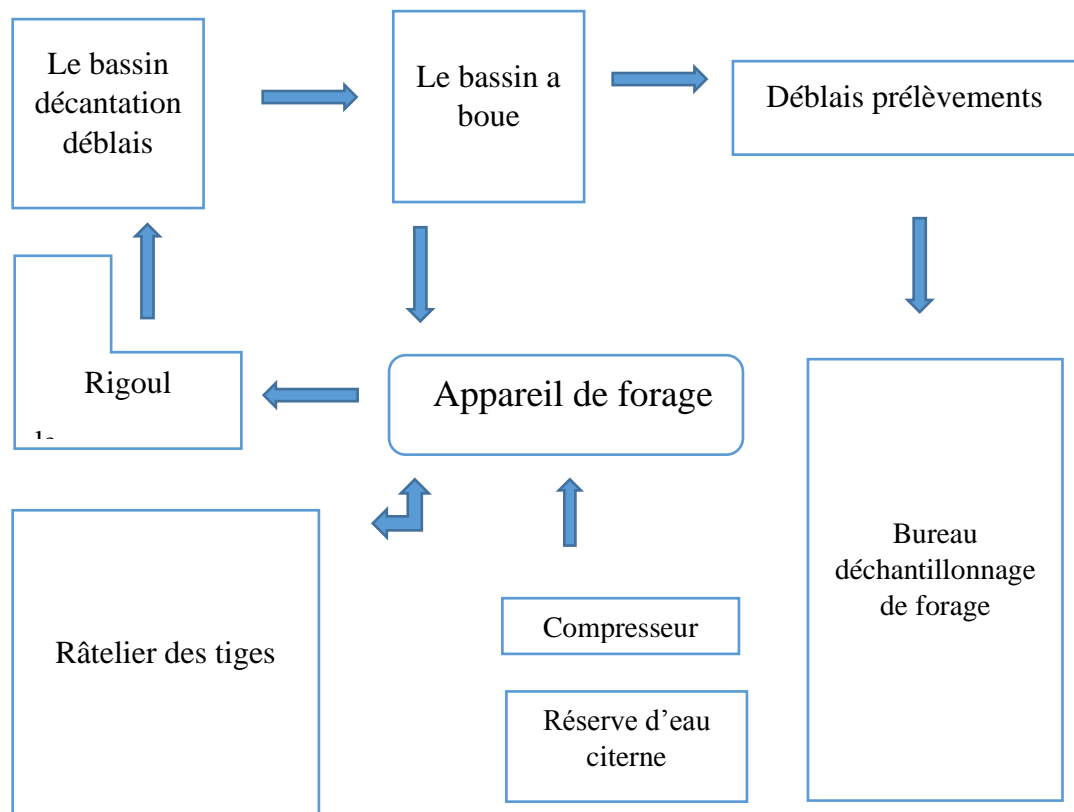 Le bassin
décantation
déblais
Le bassin a
boue
Déblais prélèvements
Rigoul
Appareil de forage
Râtelier des tiges
Compresseur
Réserve d’eau
citerne
Bureau
déchantillonnage
de forage